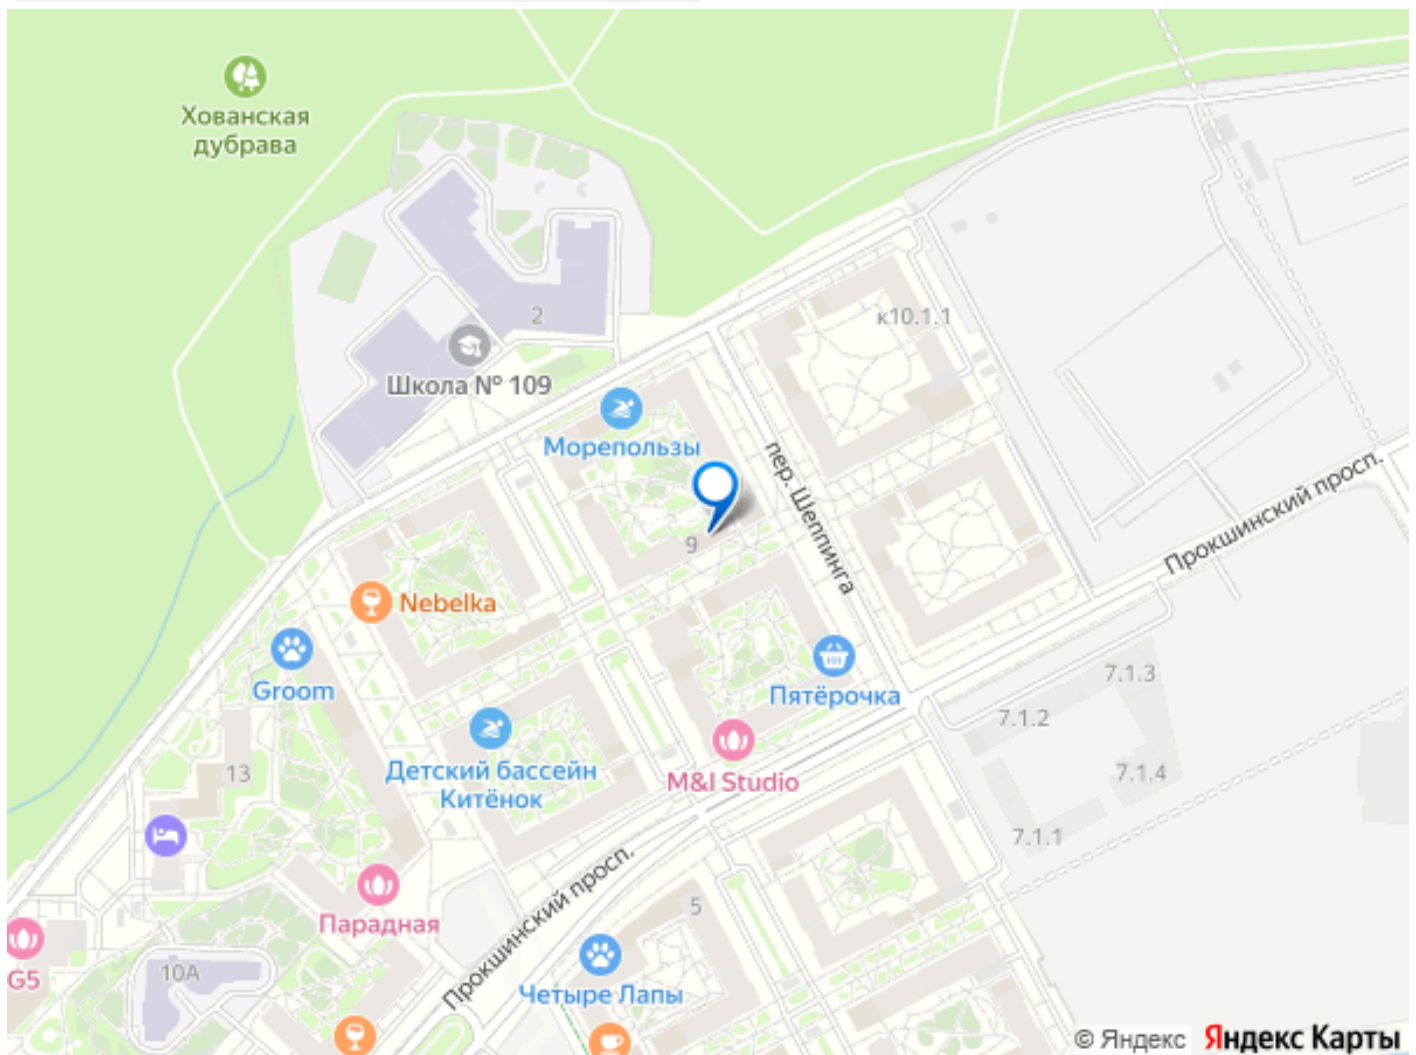 Хованская
дубрава
к10.1.1
2
Школа № 109
Морепользы
пер. Шеппинга
Прокшинский просп.
9
Nebelka
Groom
Пятёрочка
7.1.3
7.1.2
M&I Studio
Детский бассейн
Китёнок
13
7.1.4
7.1.1
Прокшинский просп.
Парадная
5
G5
10А
Четыре Лапы
© Яндекс Яндекс Карты